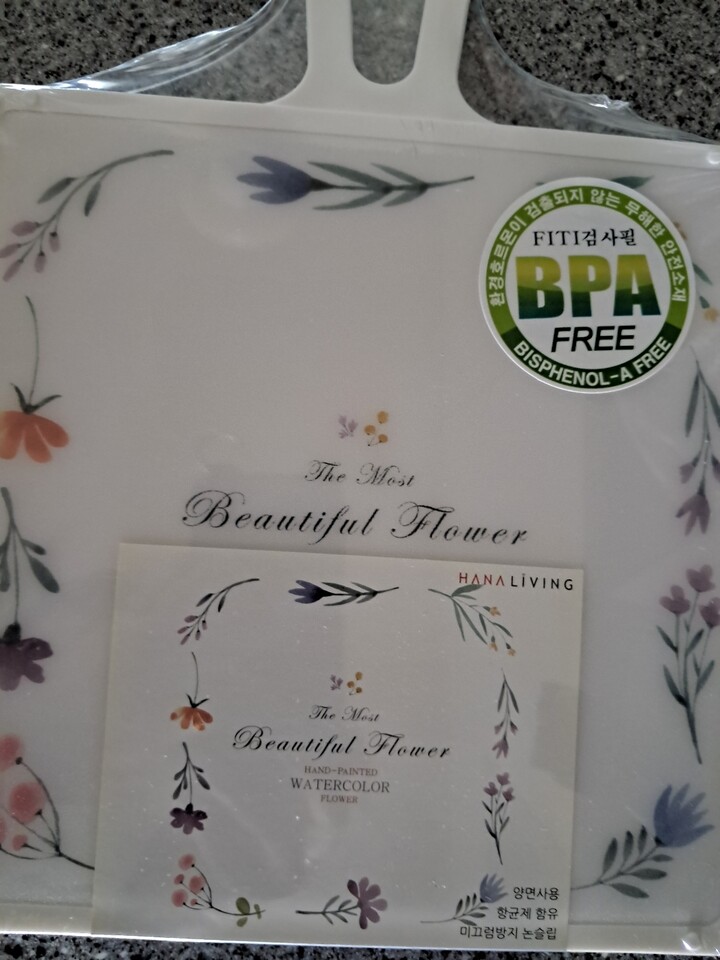 환경호르몬이 검출되지 않는 무해한 안전소재
FITI검사필
BPA
FREE
BISPHENOL-A FREE
The Most
Beautiful Flower
HANALiVING
The Most
Beautiful Flower
HAND-PAINTED
WATERCOLOR
FLOWER
양면사용
항균제 함유
미끄럼방지 논슬립